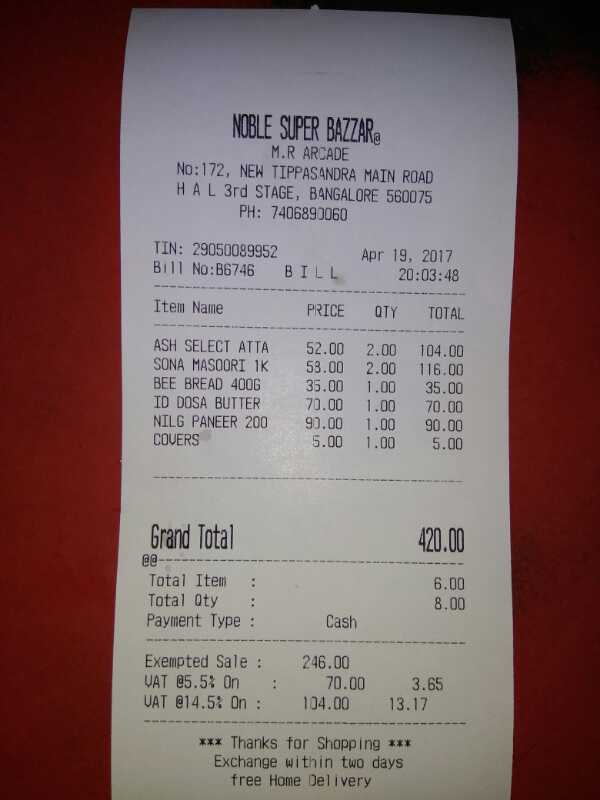 NOBLE SUPER BAZZAR@
M.R ARCADE
No:172, NEW TIPPASANDRA MAIN ROAD
H A L 3rd STAGE, BANGALORE 560075
PH: 7406890060
TIN: 29050089952 Apr 19, 2017
Bill No:B6746 B I L L 20:03:48
Item Name PRICE QTY TOTAL
ASH SELECT ATTA 52.00 2.00 104.00
SONA MASOORI 1K 58.00 2.00 116.00
BEE BREAD 400G 35.00 1.00 35.00
ID DOSA BUTTER 70.00 1.00 70.00
NILG PANEER 200 90.00 1.00 90.00
COVERS 5.00 1.00 5.00
Grand Total 420.00
@@
Total Item : 6.00
Total Qty : 8.00
Payment Type : Cash
Exempted Sale : 246.00
VAT @5.5% On : 70.00 3.65
VAT @14.5% On : 104.00 13.17
*** Thanks for Shopping ***
Exchange within two days
free Home Delivery